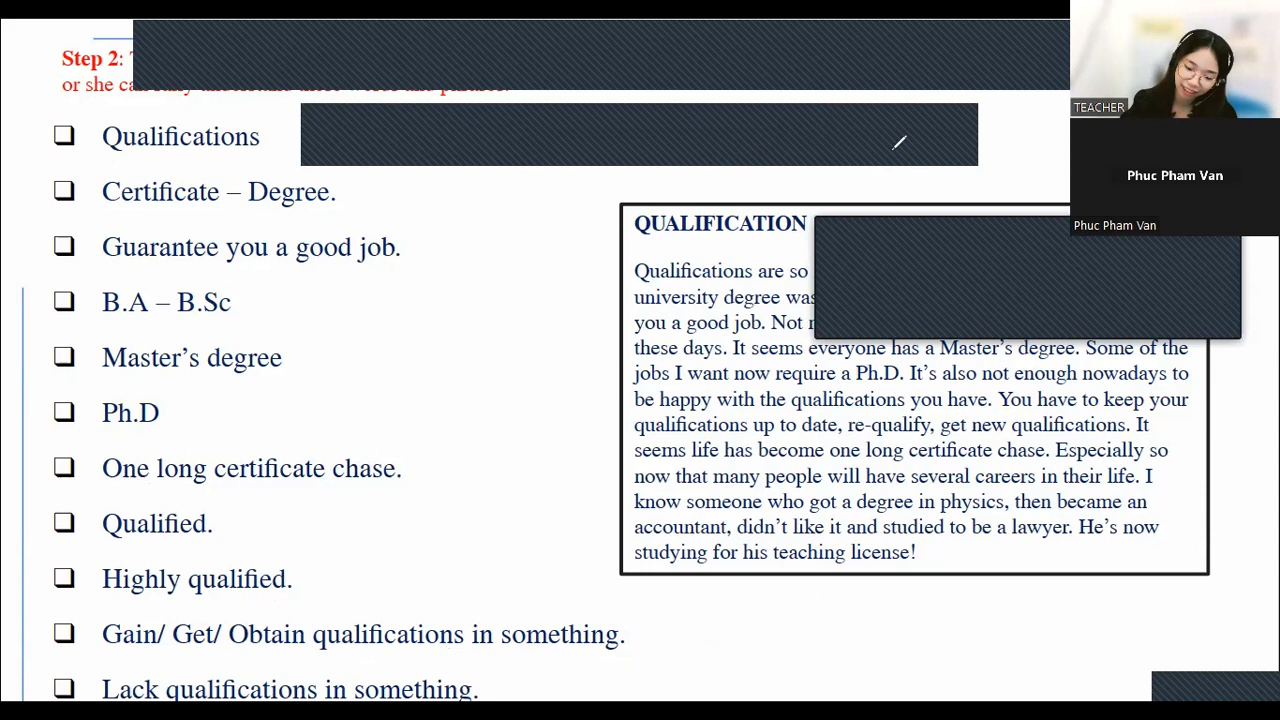 Step 2:
or she
Qualifications
Certificate – Degree.
Guarantee you a good job.
B.A – B.Sc
Master’s degree
Ph.D
One long certificate chase.
Qualified.
Highly qualified.
Gain/ Get/ Obtain qualifications in something.
Lack qualifications in something.
QUALIFICATION
Qualifications are so
university degree was
you a good job. Not
these days. It seems everyone has a Master’s degree. Some of the
jobs I want now require a Ph.D. It’s also not enough nowadays to
be happy with the qualifications you have. You have to keep your
qualifications up to date, re-qualify, get new qualifications. It
seems life has become one long certificate chase. Especially so
now that many people will have several careers in their life. I
know someone who got a degree in physics, then became an
accountant, didn’t like it and studied to be a lawyer. He’s now
studying for his teaching license!
TEACHER
Phuc Pham Van
Phuc Pham Van